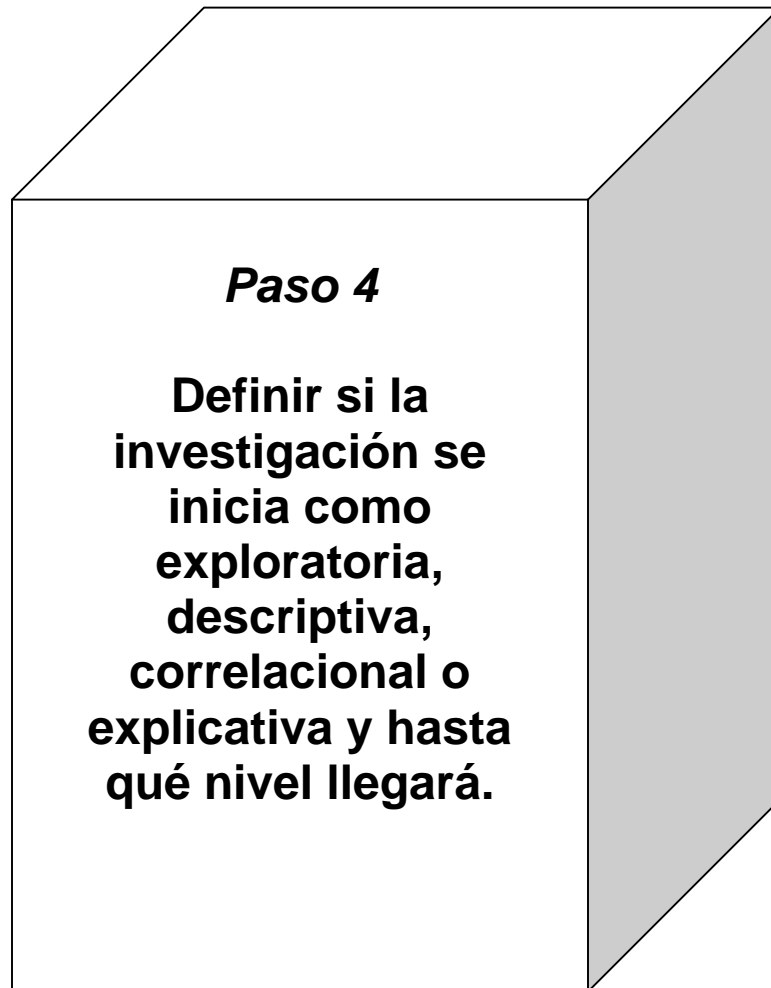 Paso 4
Definir si la
investigación se
inicia como
exploratoria,
descriptiva,
correlacional o
explicativa y hasta
qué nivel llegará.